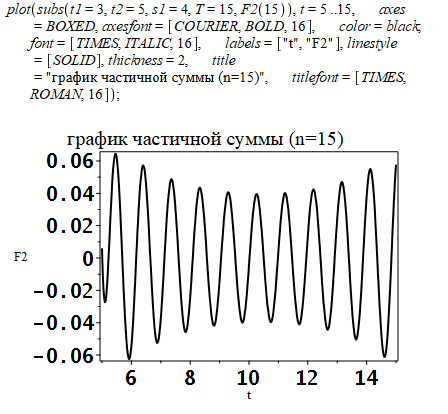 plot(subs(t1 = 3, t2 = 5, s1 = 4, T = 15, F2(15)), t = 5 ..15, axes
= BOXED, axesfont = [COURIER, BOLD, 16], color = black,
font = [TIMES, ITALIC, 16], labels = ["t", "F2"], linestyle
= [SOLID], thickness = 2, title
= "график частичной суммы (n=15)", titlefont = [TIMES,
ROMAN, 16]);
график частичной суммы (n=15)
0.06
0.04
0.02
0
-0.02
-0.04
-0.06
F2
6 8 10 12 14
t